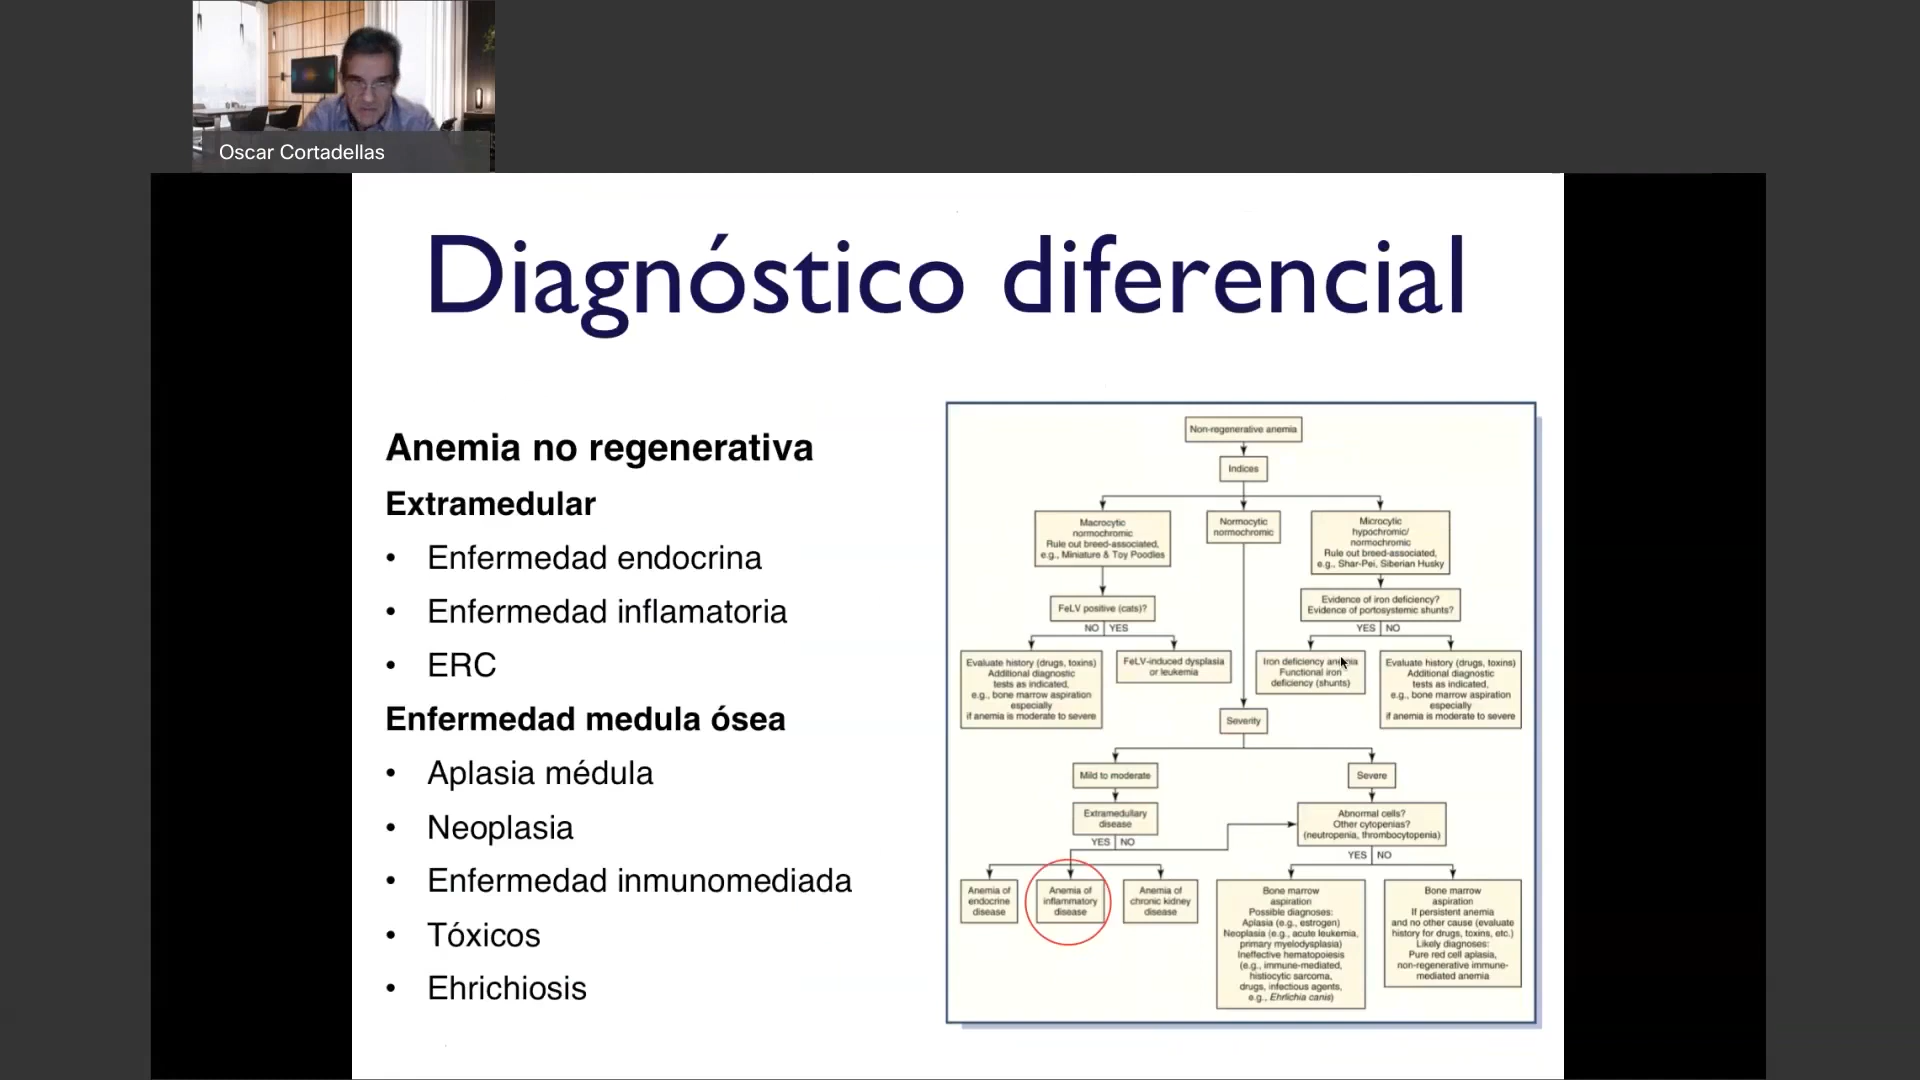 Oscar Cortadellas
Diagnóstico diferencial
Anemia no regenerativa
Extramedular
• Enfermedad endocrina
• Enfermedad inflamatoria
• ERC
Enfermedad medula ósea
• Aplasia médula
• Neoplasia
• Enfermedad inmunomediada
• Tóxicos
• Ehrichiosis
Non-regenerative anemia
Indices
Macrocytic
normochromic
Rule out breed-associated,
e.g., Miniature & Toy Poodles
Normocytic
normochromic
Microcytic
hypochromic/
normochromic
Rule out breed-associated,
e.g., Shar-Pei, Siberian Husky
FeLV positive (cats)?
NO YES
Evidence of iron deficiency?
Evidence of portosystemic shunts?
YES NO
Evaluate history (drugs, toxins)
Additional diagnostic
tests as indicated,
e.g., bone marrow aspiration
especially
if anemia is moderate to severe
FeLV-induced dysplasia
or leukemia
Iron deficiency anemia
Functional iron
deficiency (shunts)
Evaluate history (drugs, toxins)
Additional diagnostic
tests as indicated,
e.g., bone marrow aspiration
especially
if anemia is moderate to severe
Severity
Mild to moderate
Severe
Extramedullary
disease
YES NO
Abnormal cells?
Other cytopenias?
(neutropenia, thrombocytopenia)
YES NO
Anemia of
endocrine
disease
Anemia of
inflammatory
disease
Anemia of
chronic kidney
disease
Bone marrow
aspiration
Possible diagnoses:
Aplasia (e.g., estrogen)
Neoplasia (e.g., acute leukemia,
primary myelodysplasia)
Ineffective hematopoiesis
(e.g., immune-mediated,
histiocytic sarcoma,
drugs, infectious agents,
e.g., Ehrlichia canis)
Bone marrow
aspiration
If persistent anemia
and no other cause (evaluate
history for drugs, toxins, etc.)
Likely diagnoses:
Pure red cell aplasia,
non-regenerative immune-
mediated anemia